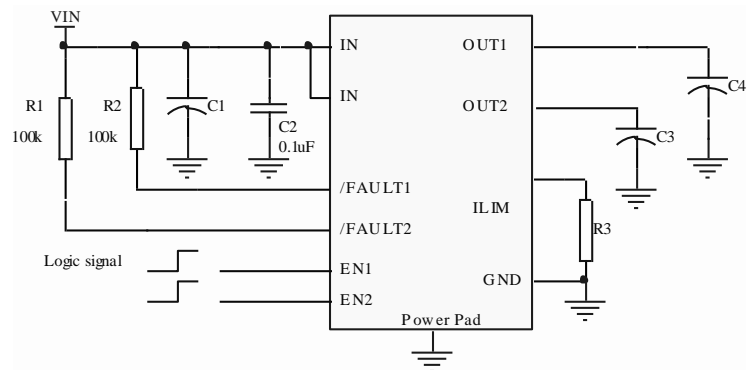 VIN
IN
OUT1
R1
100k
R2
100k
C1
C2
0.1uF
IN
OUT2
C4
C3
/FAULT1
ILIM
R3
/FAULT2
Logic signal
EN1
GND
EN2
Power Pad